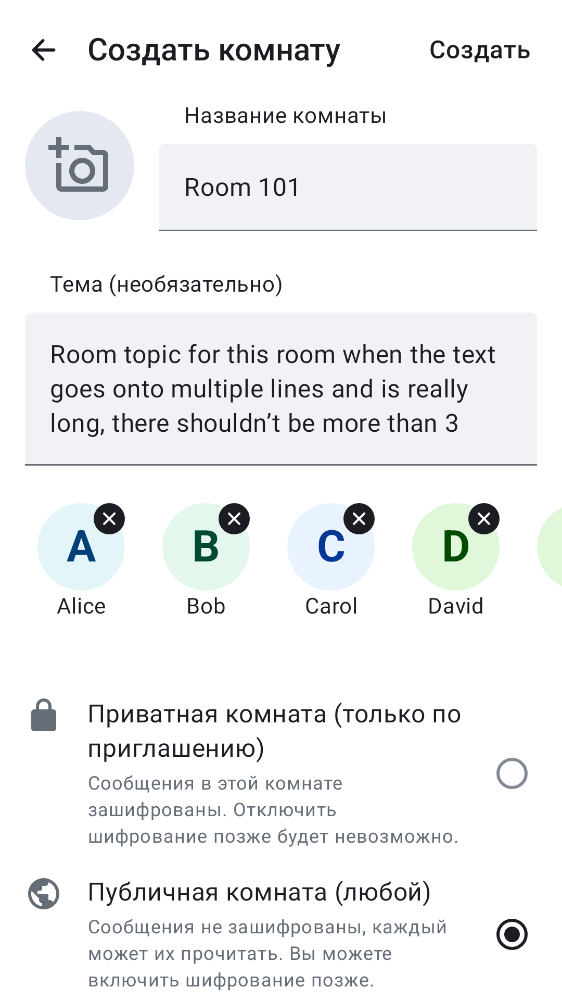 Создать комнату
Создать
Название комнаты
Room 101
Тема (необязательно)
Room topic for this room when the text
goes onto multiple lines and is really
long, there shouldn’t be more than 3
A
B
C
D
Alice
Bob
Carol
David
Приватная комната (только по
приглашению)
Сообщения в этой комнате
зашифрованы. Отключить
шифрование позже будет невозможно.
Публичная комната (любой)
Сообщения не зашифрованы, каждый
может их прочитать. Вы можете
включить шифрование позже.